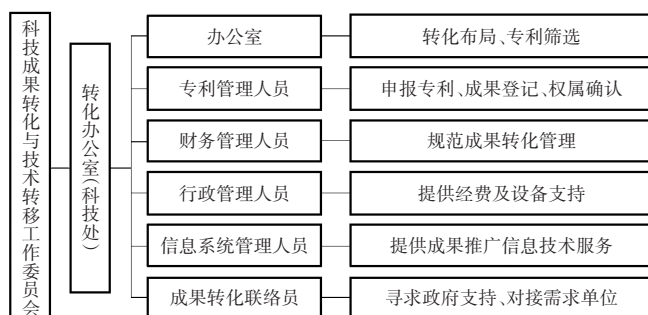 科技成果转化与技术转移工作委员会
转化办公室(科技处)
办公室
转化布局、专利筛选
专利管理人员
申报专利、成果登记、权属确认
财务管理人员
规范成果转化管理
行政管理人员
提供经费及设备支持
信息系统管理人员
提供成果推广信息技术服务
成果转化联络员
寻求政府支持、对接需求单位